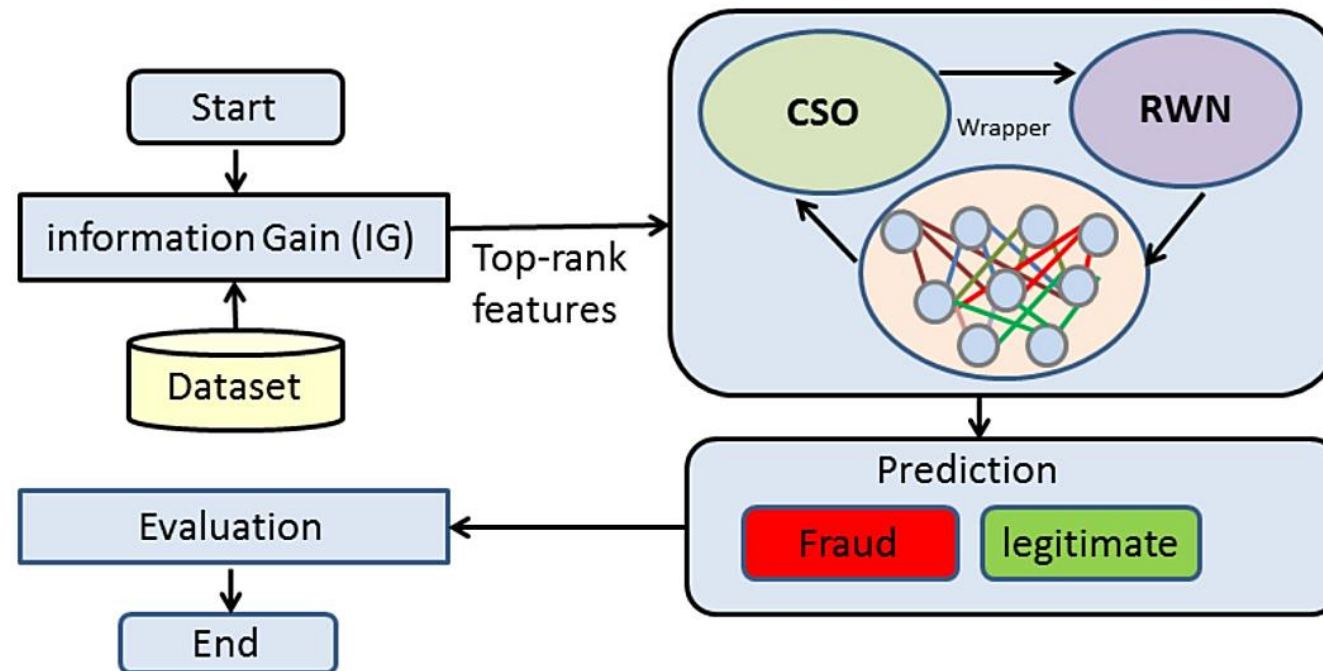 Start
information Gain (IG)
Dataset
Top-rank
features
CSO
Wrapper
RWN
Prediction
Fraud
legitimate
Evaluation
End